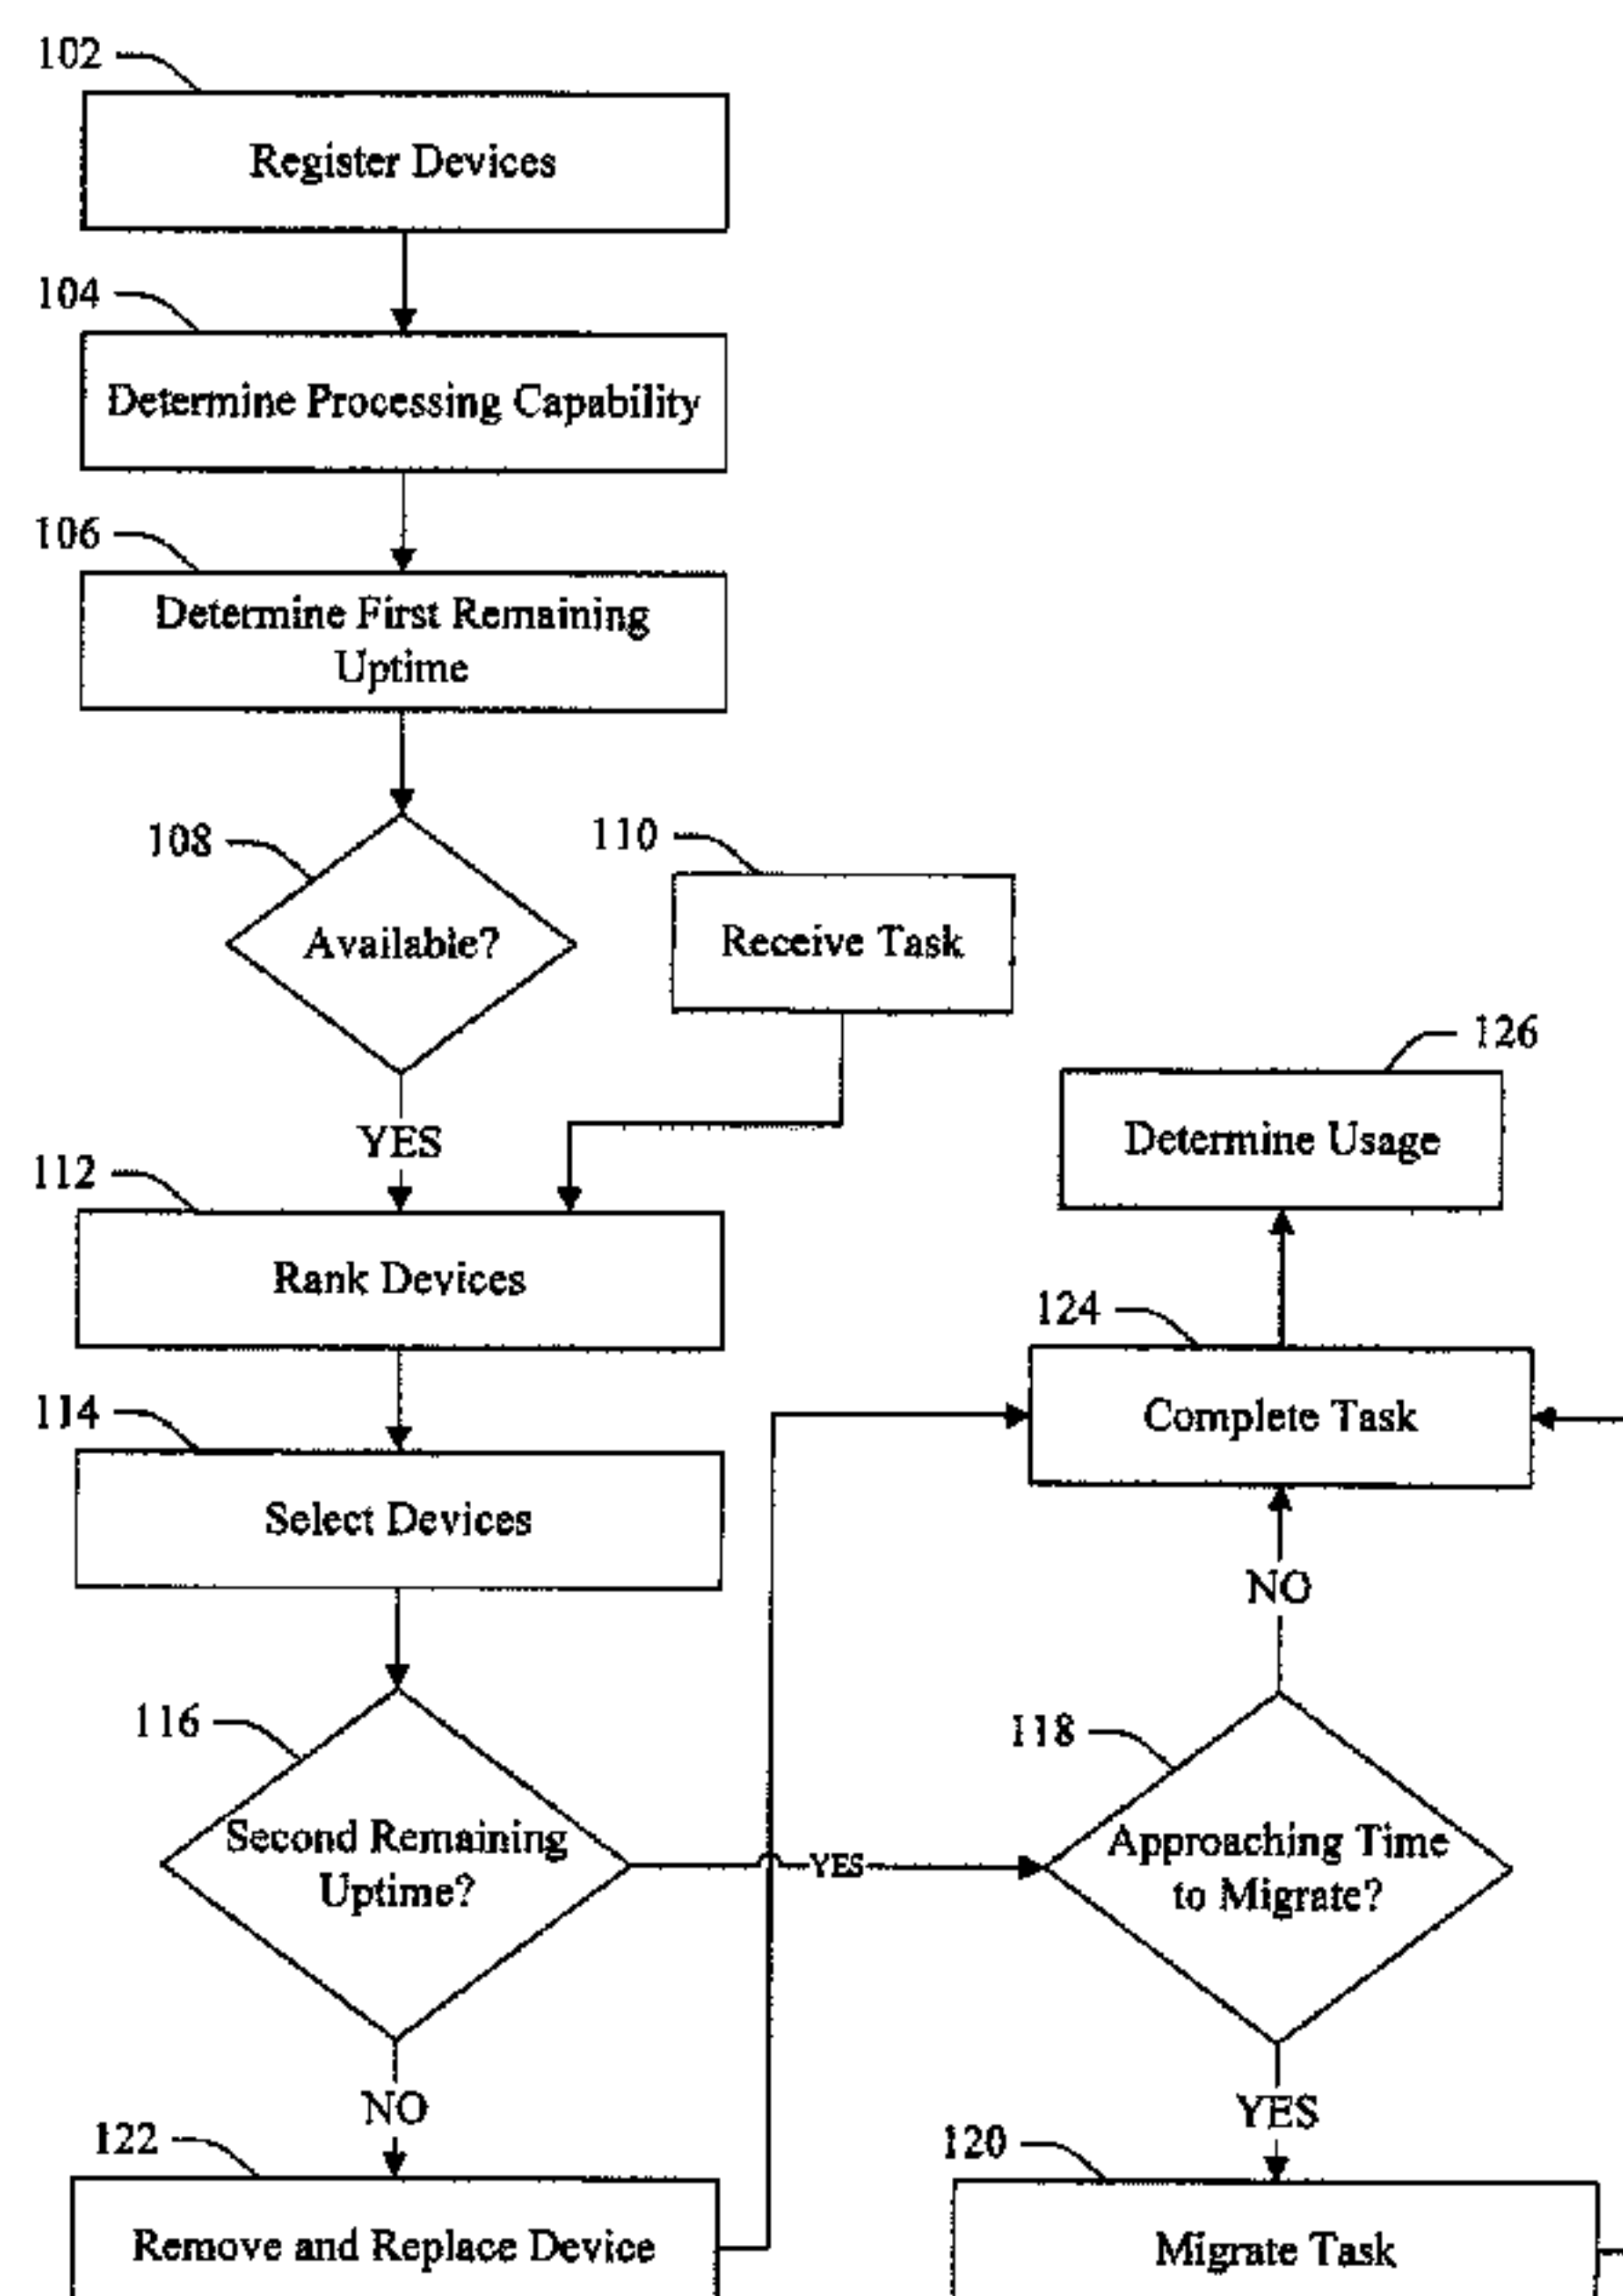 102
Register Devices
104
Determine Processing Capability
106
Determine First Remaining
Uptime
108
Available?
110
Receive Task
YES
112
Rank Devices
114
Select Devices
116
Second Remaining
Uptime?
YES
NO
122
Remove and Replace Device
126
Determine Usage
124
Complete Task
NO
118
Approaching Time
to Migrate?
YES
120
Migrate Task